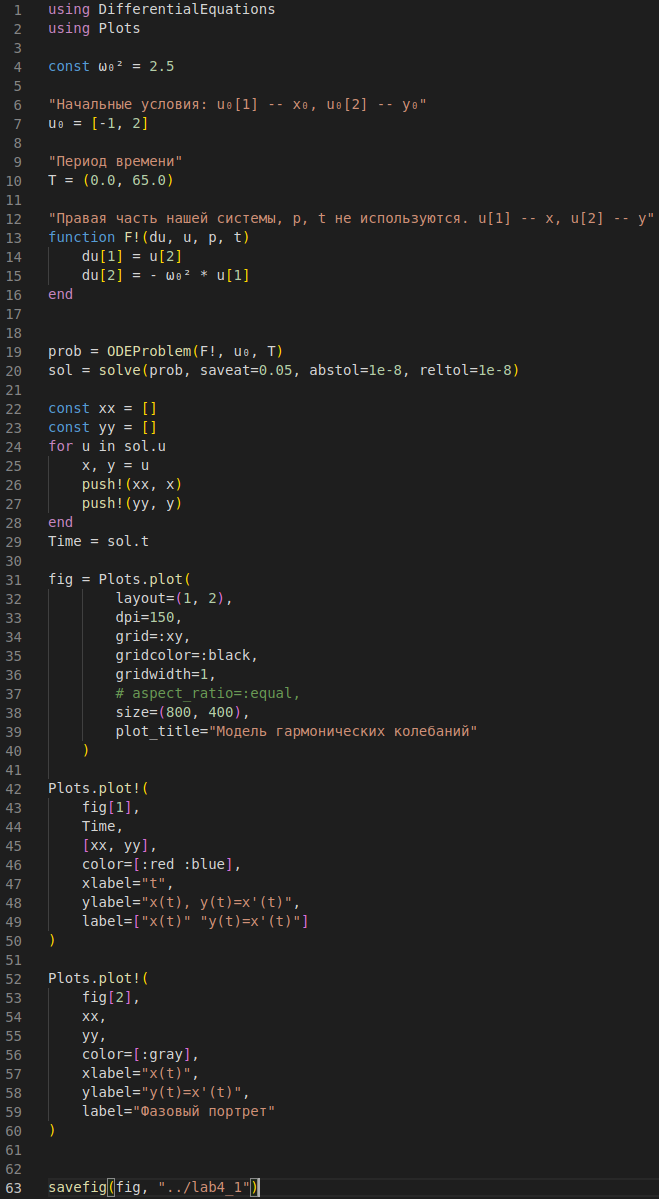 1 using DifferentialEquations
2 using Plots
3
4 const ω₀² = 2.5
5
6 "Начальные условия: u₀[1] -- x₀, u₀[2] -- y₀"
7 u₀ = [-1, 2]
8
9 "Период времени"
10 T = (0.0, 65.0)
11
12 "Правая часть нашей системы, p, t не используются. u[1] -- x, u[2] -- y"
13 function F!(du, u, p, t)
14     du[1] = u[2]
15     du[2] = - ω₀² * u[1]
16 end
17
18
19 prob = ODEProblem(F!, u₀, T)
20 sol = solve(prob, saveat=0.05, abstol=1e-8, reltol=1e-8)
21
22 const xx = []
23 const yy = []
24 for u in sol.u
25     x, y = u
26     push!(xx, x)
27     push!(yy, y)
28 end
29 Time = sol.t
30
31 fig = Plots.plot(
32         layout=(1, 2),
33         dpi=150,
34         grid=:xy,
35         gridcolor=:black,
36         gridwidth=1,
37         # aspect_ratio=:equal,
38         size=(800, 400),
39         plot_title="Модель гармонических колебаний"
40     )
41
42 Plots.plot!(
43     fig[1],
44     Time,
45     [xx, yy],
46     color=[:red :blue],
47     xlabel="t",
48     ylabel="x(t), y(t)=x'(t)",
49     label=["x(t)" "y(t)=x'(t)"]
50 )
51
52 Plots.plot!(
53     fig[2],
54     xx,
55     yy,
56     color=[:gray],
57     xlabel="x(t)",
58     ylabel="y(t)=x'(t)",
59     label="Фазовый портрет"
60 )
61
62
63 savefig(fig, "../lab4_1")